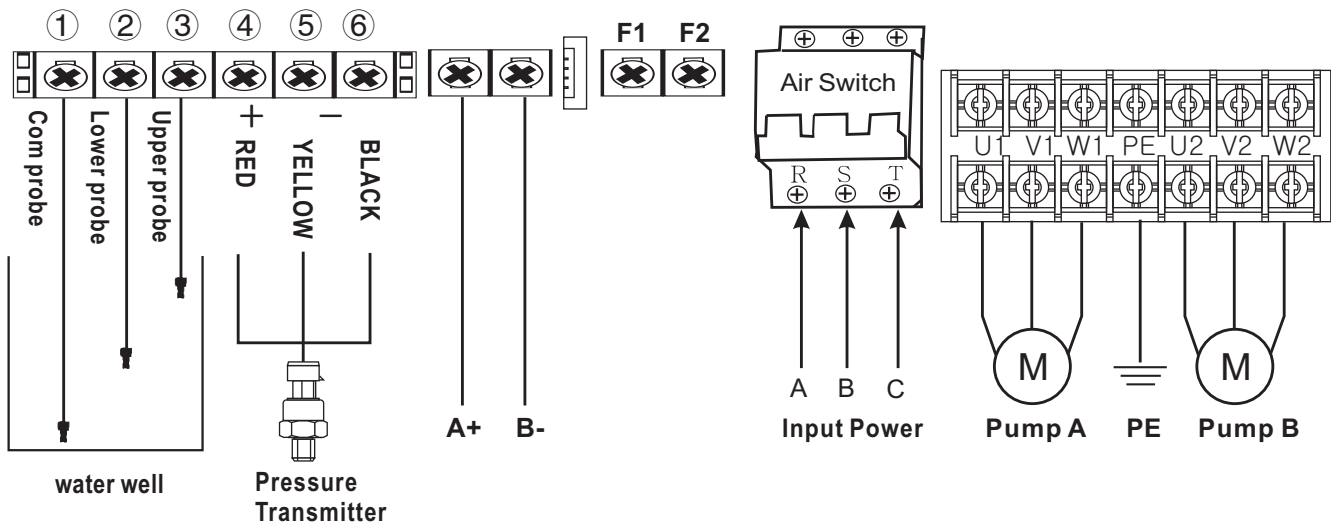 ① ② ③ ④ ⑤ ⑥
F1 F2
Air Switch
R S T
U1 V1 W1 PE U2 V2 W2
Com probe
Lower probe
Upper probe
+ RED
YELLOW
− BLACK
M
M
A B C
A+ B-
Input Power
Pump A PE Pump B
water well
Pressure
Transmitter